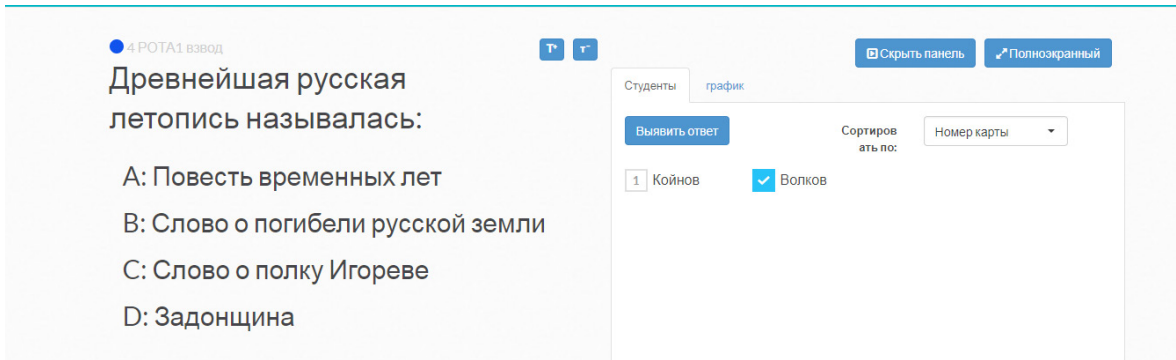 4 РОТА1 взвод
Древнейшая русская
летопись называлась:
A: Повесть временных лет
B: Слово о погибели русской земли
C: Слово о полку Игореве
D: Задонщина
T+ T-
Скрыть панель Полноэкранный
Студенты график
Выявить ответ
Сортиров
ать по:
Номер карты
1 Койнов Волков